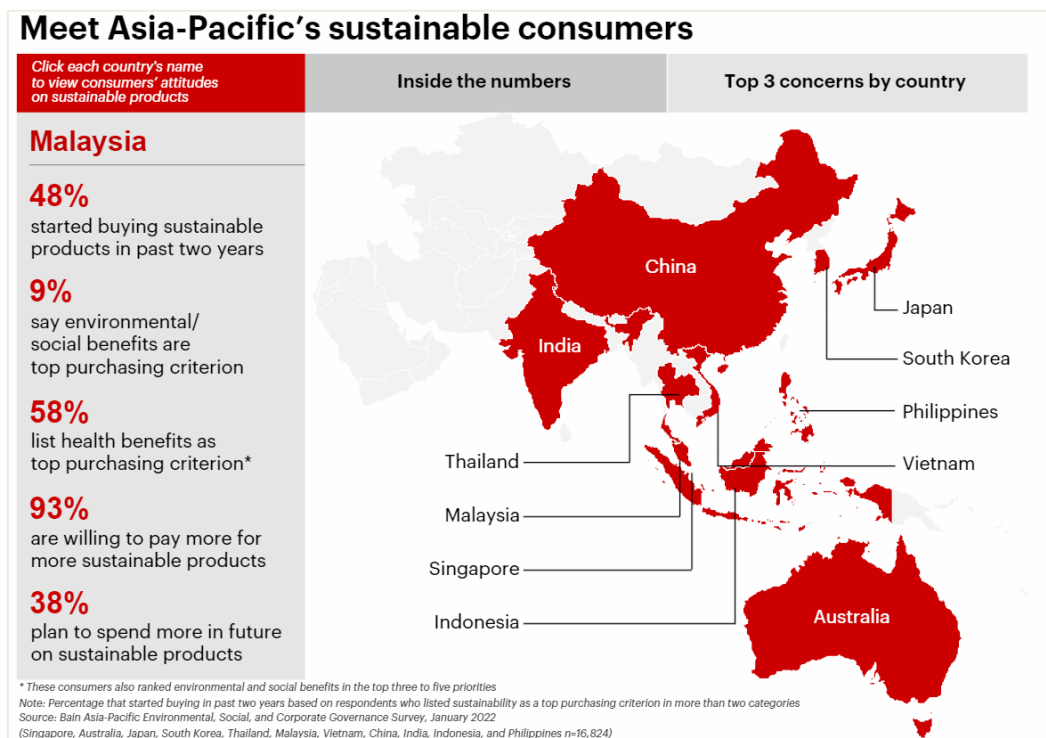 Meet Asia-Pacific’s sustainable consumers
Click each country's name
to view consumers’ attitudes
on sustainable products
Inside the numbers
Top 3 concerns by country
Malaysia
48%
started buying sustainable
products in past two years
9%
say environmental/
social benefits are
top purchasing criterion
58%
list health benefits as
top purchasing criterion*
93%
are willing to pay more for
more sustainable products
38%
plan to spend more in future
on sustainable products
China
India
Japan
South Korea
Philippines
Vietnam
Thailand
Malaysia
Singapore
Indonesia
Australia
* These consumers also ranked environmental and social benefits in the top three to five priorities
Note: Percentage that started buying in past two years based on respondents who listed sustainability as a top purchasing criterion in more than two categories
Source: Bain Asia-Pacific Environmental, Social, and Corporate Governance Survey, January 2022
(Singapore, Australia, Japan, South Korea, Thailand, Malaysia, Vietnam, China, India, Indonesia, and Philippines n=16,824)